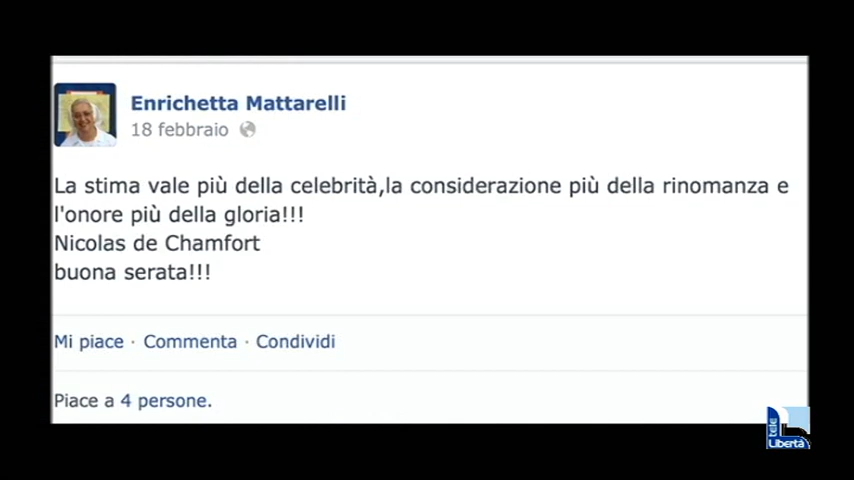 Enrichetta Mattarelli
18 febbraio
La stima vale più della celebrità,la considerazione più della rinomanza e
l'onore più della gloria!!!
Nicolas de Chamfort
buona serata!!!
Mi piace · Commenta · Condividi
Piace a 4 persone.
tele
Libertà